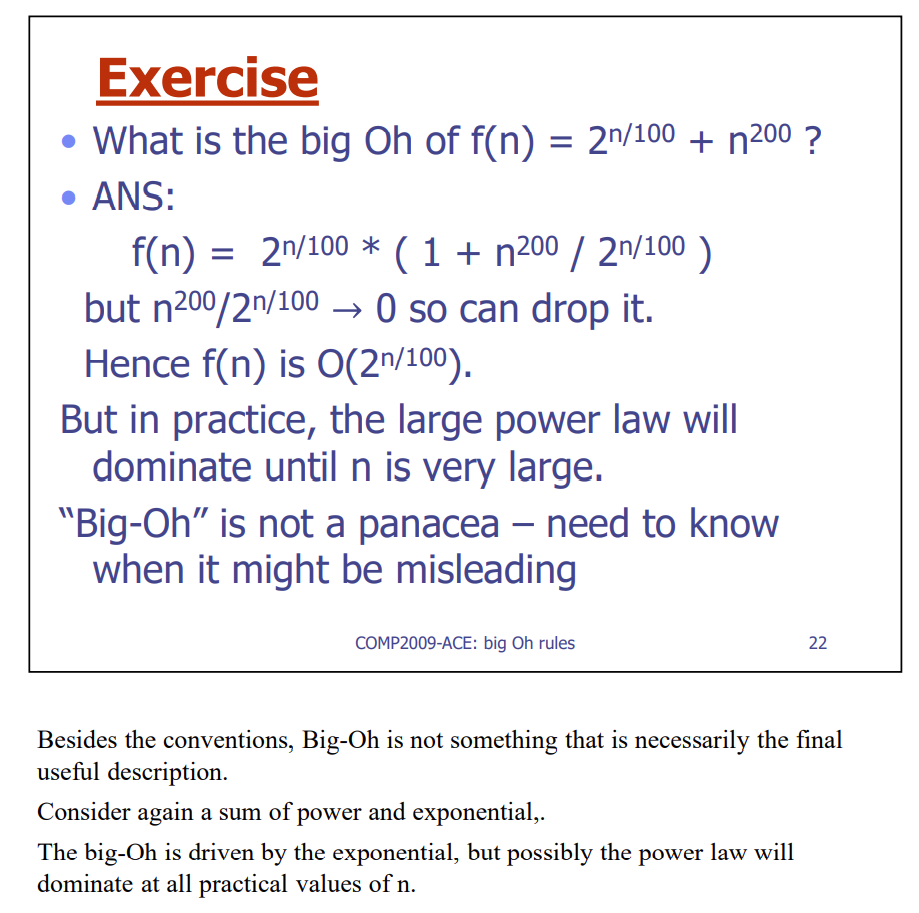 Exercise
• What is the big Oh of f(n) = 2^{n/100} + n^{200} ?
• ANS:
f(n) = 2^{n/100} * ( 1 + n^{200} / 2^{n/100} )
but n^{200}/2^{n/100} → 0 so can drop it.
Hence f(n) is O(2^{n/100}).
But in practice, the large power law will
dominate until n is very large.
“Big-Oh” is not a panacea – need to know
when it might be misleading
COMP2009-ACE: big Oh rules 22
Besides the conventions, Big-Oh is not something that is necessarily the final
useful description.
Consider again a sum of power and exponential,.
The big-Oh is driven by the exponential, but possibly the power law will
dominate at all practical values of n.